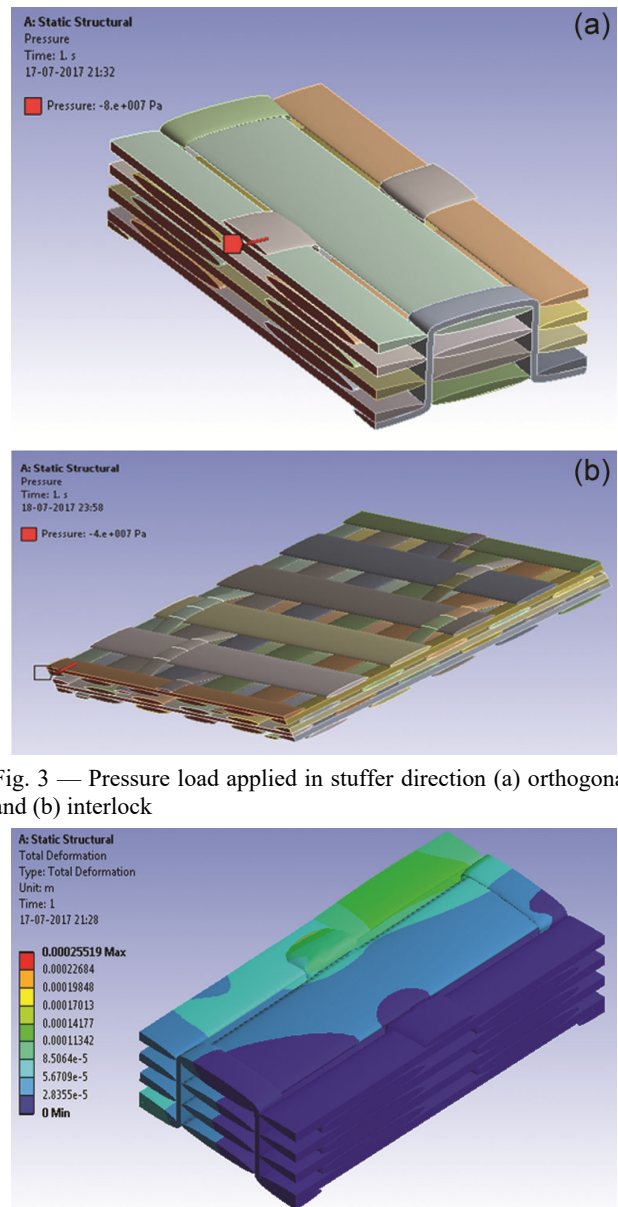 A: Static Structural
Pressure
Time: 1. s
17-07-2017 21:32
Pressure: -8.e+007 Pa
(a)
A: Static Structural
Pressure
Time: 1. s
18-07-2017 23:58
Pressure: -4.e+007 Pa
(b)
Fig. 3 — Pressure load applied in stuffer direction (a) orthogonal
and (b) interlock
A: Static Structural
Total Deformation
Type: Total Deformation
Unit: m
Time: 1
17-07-2017 21:28
0.00025519 Max
0.00022684
0.00019848
0.00017013
0.00014177
0.00011342
8.5064e-5
5.6709e-5
2.8355e-5
0 Min